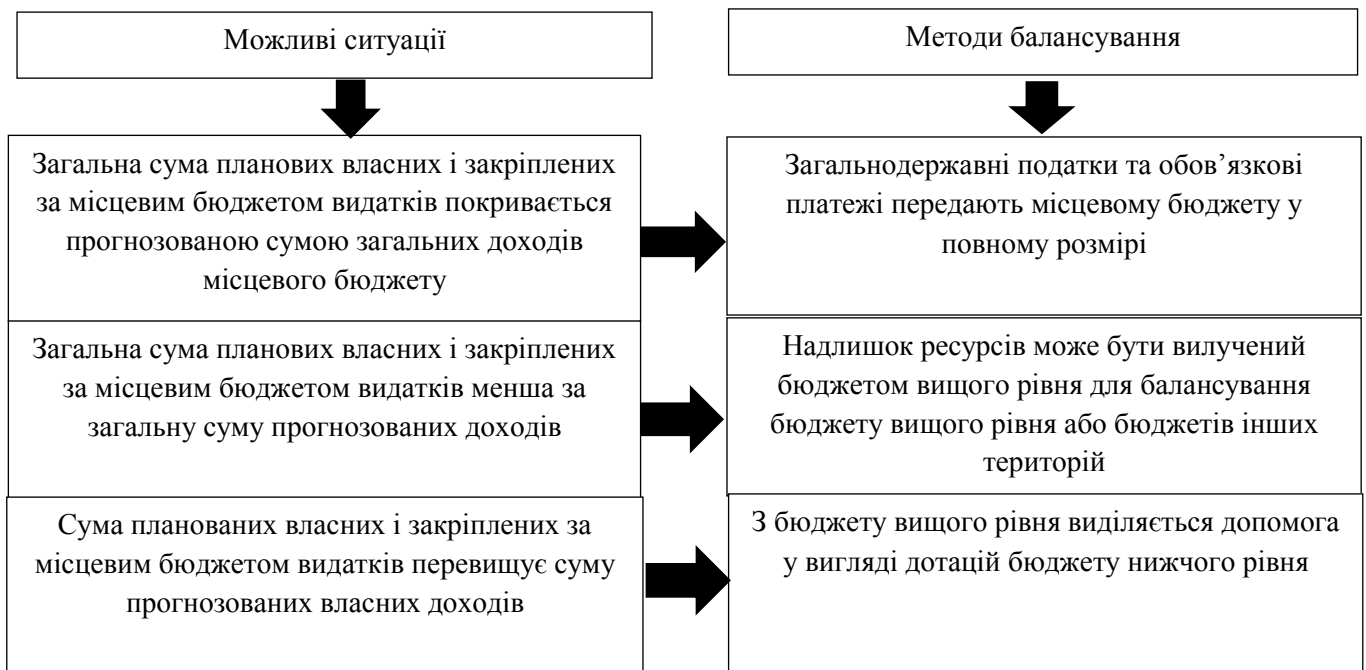 Можливі ситуації
Методи балансування
Загальна сума планових власних і закріплених
за місцевим бюджетом видатків покривається
прогнозованою сумою загальних доходів
місцевого бюджету
Загальнодержавні податки та обов’язкові
платежі передають місцевому бюджету у
повному розмірі
Загальна сума планових власних і закріплених
за місцевим бюджетом видатків менша за
загальну суму прогнозованих доходів
Надлишок ресурсів може бути вилучений
бюджетом вищого рівня для балансування
бюджету вищого рівня або бюджетів інших
територій
Сума планованих власних і закріплених за
місцевим бюджетом видатків перевищує суму
прогнозованих власних доходів
З бюджету вищого рівня виділяється допомога
у вигляді дотацій бюджету нижчого рівня